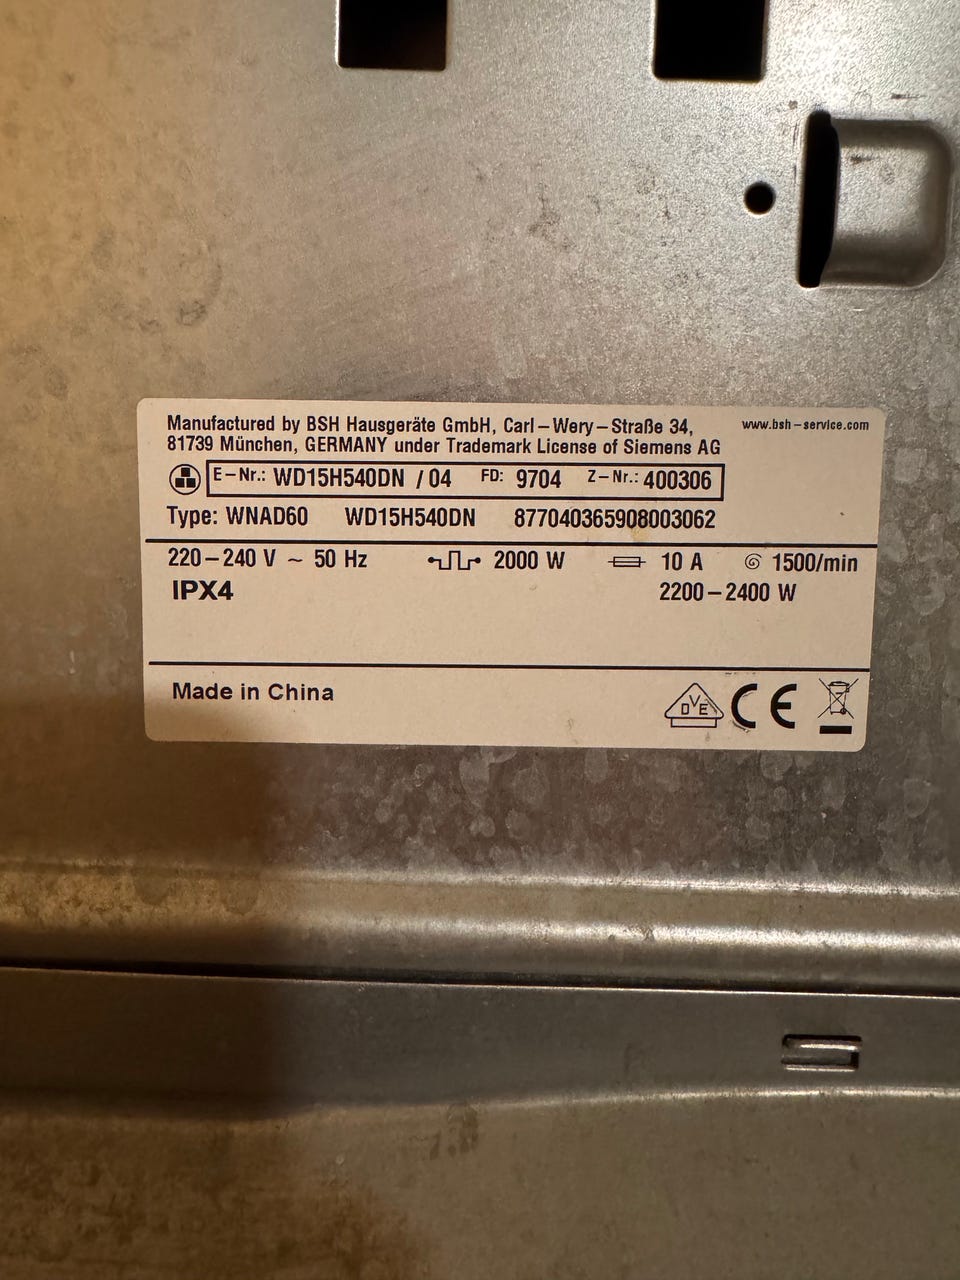 Manufactured by BSH Hausgeräte GmbH, Carl-Wery-Straße 34, www.bsh-service.com
81739 München, GERMANY under Trademark License of Siemens AG
E-Nr.: WD15H540DN / 04 FD: 9704 Z-Nr.: 400306
Type: WNAD60 WD15H540DN 877040365908003062
220-240 V ~ 50 Hz 2000 W 10 A 1500/min
IPX4 2200-2400 W
Made in China DVE CE